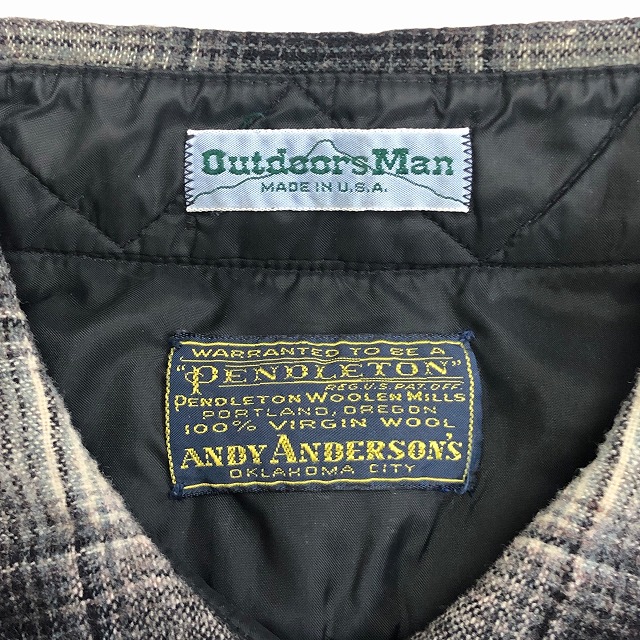 OutdoorsMan
MADE IN U.S.A.
WARRANTED TO BE A
"PENDLETON"
REG.U.S.PAT.OFF.
PENDLETON WOOLEN MILLS
PORTLAND, OREGON
100% VIRGIN WOOL
ANDY ANDERSON'S
OKLAHOMA CITY